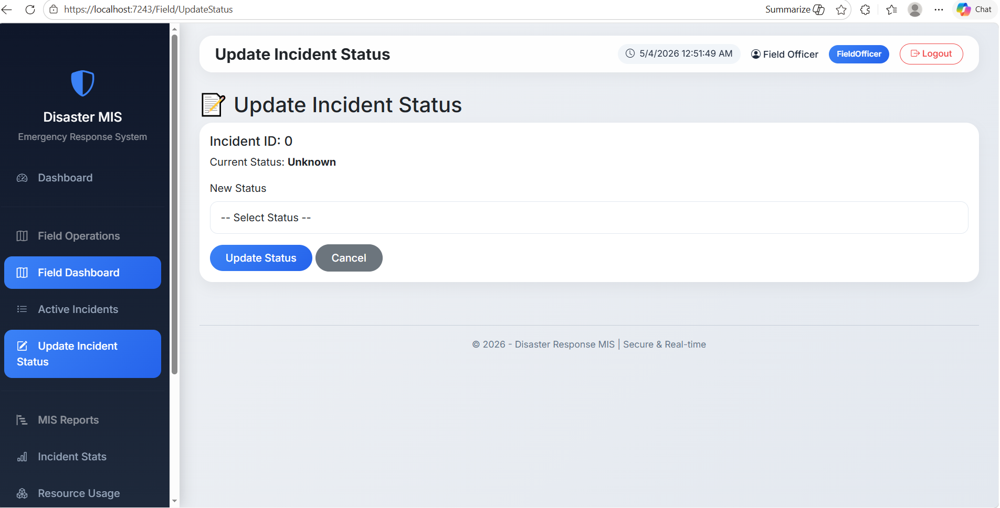 https://localhost:7243/Field/UpdateStatus
Summarize
Chat
Disaster MIS
Emergency Response System
Dashboard
Field Operations
Field Dashboard
Active Incidents
Update Incident
Status
MIS Reports
Incident Stats
Resource Usage
Update Incident Status
5/4/2026 12:51:49 AM
Field Officer
FieldOfficer
Logout
Update Incident Status
Incident ID: 0
Current Status: Unknown
New Status
-- Select Status --
Update Status
Cancel
© 2026 - Disaster Response MIS | Secure & Real-time